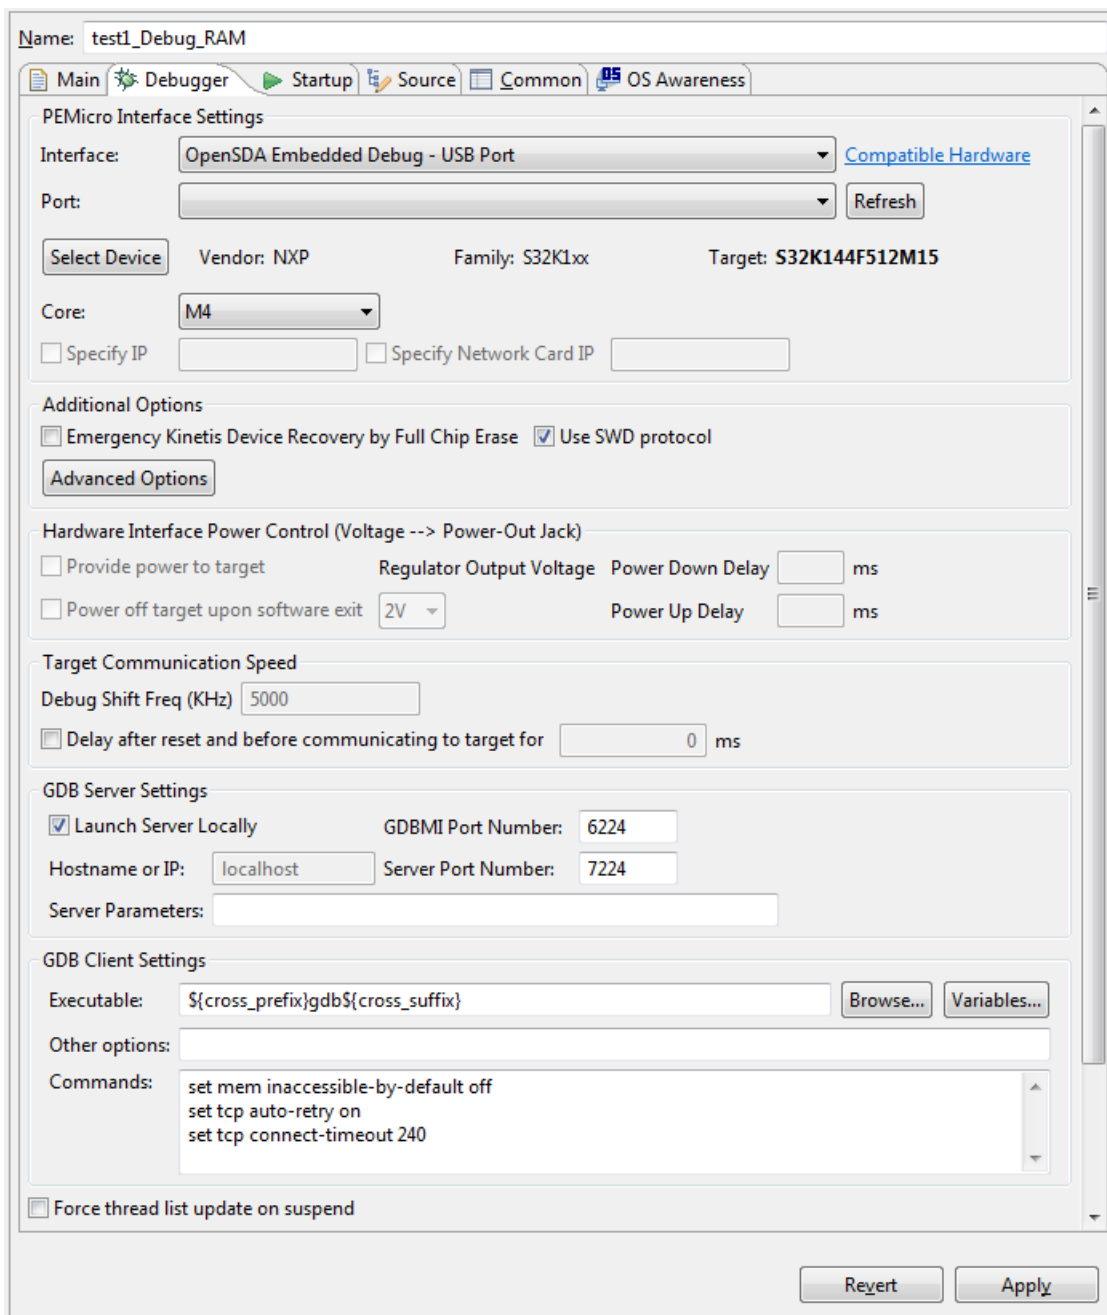 Name: test1_Debug_RAM
Main Debugger Startup Source Common OS Awareness
PEMicro Interface Settings
Interface: OpenSDA Embedded Debug - USB Port Compatible Hardware
Port: Refresh
Select Device Vendor: NXP Family: S32K1xx Target: S32K144F512M15
Core: M4
Specify IP Specify Network Card IP
Additional Options
Emergency Kinetis Device Recovery by Full Chip Erase Use SWD protocol
Advanced Options
Hardware Interface Power Control (Voltage --> Power-Out Jack)
Provide power to target Regulator Output Voltage Power Down Delay ms
Power off target upon software exit 2V Power Up Delay ms
Target Communication Speed
Debug Shift Freq (KHz) 5000
Delay after reset and before communicating to target for 0 ms
GDB Server Settings
Launch Server Locally GDBMI Port Number: 6224
Hostname or IP: localhost Server Port Number: 7224
Server Parameters:
GDB Client Settings
Executable: ${cross_prefix}gdb${cross_suffix} Browse... Variables...
Other options:
Commands: set mem inaccessible-by-default off
set tcp auto-retry on
set tcp connect-timeout 240
Force thread list update on suspend
Revert Apply